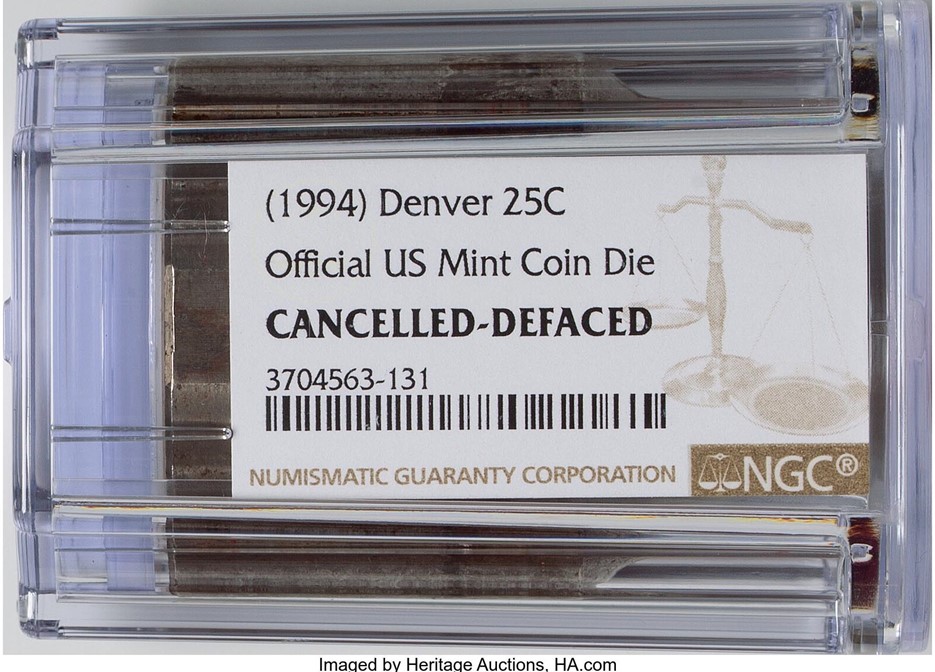 (1994) Denver 25C
Official US Mint Coin Die
CANCELLED-DEFACED
3704563-131
NUMISMATIC GUARANTY CORPORATION
NGC®
Imaged by Heritage Auctions, HA.com